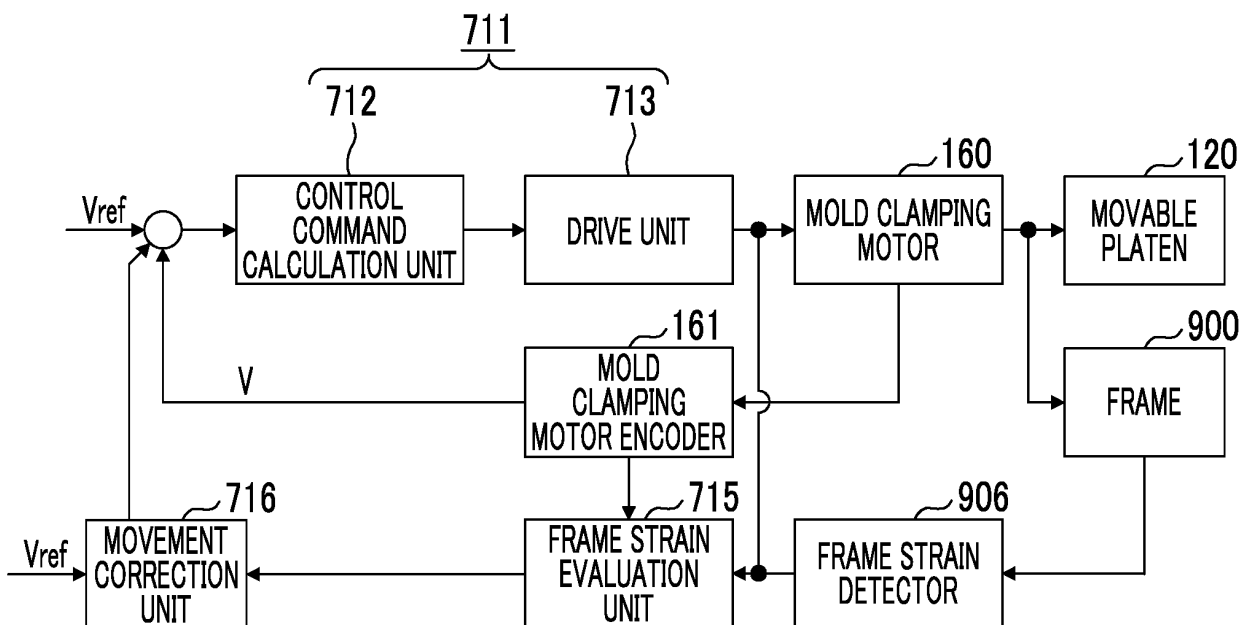 711
712
713
160
120
Vref
CONTROL
COMMAND
CALCULATION UNIT
DRIVE UNIT
MOLD CLAMPING
MOTOR
MOVABLE
PLATEN
161
900
V
MOLD
CLAMPING
MOTOR ENCODER
FRAME
716
715
906
Vref
MOVEMENT
CORRECTION
UNIT
FRAME STRAIN
EVALUATION
UNIT
FRAME STRAIN
DETECTOR